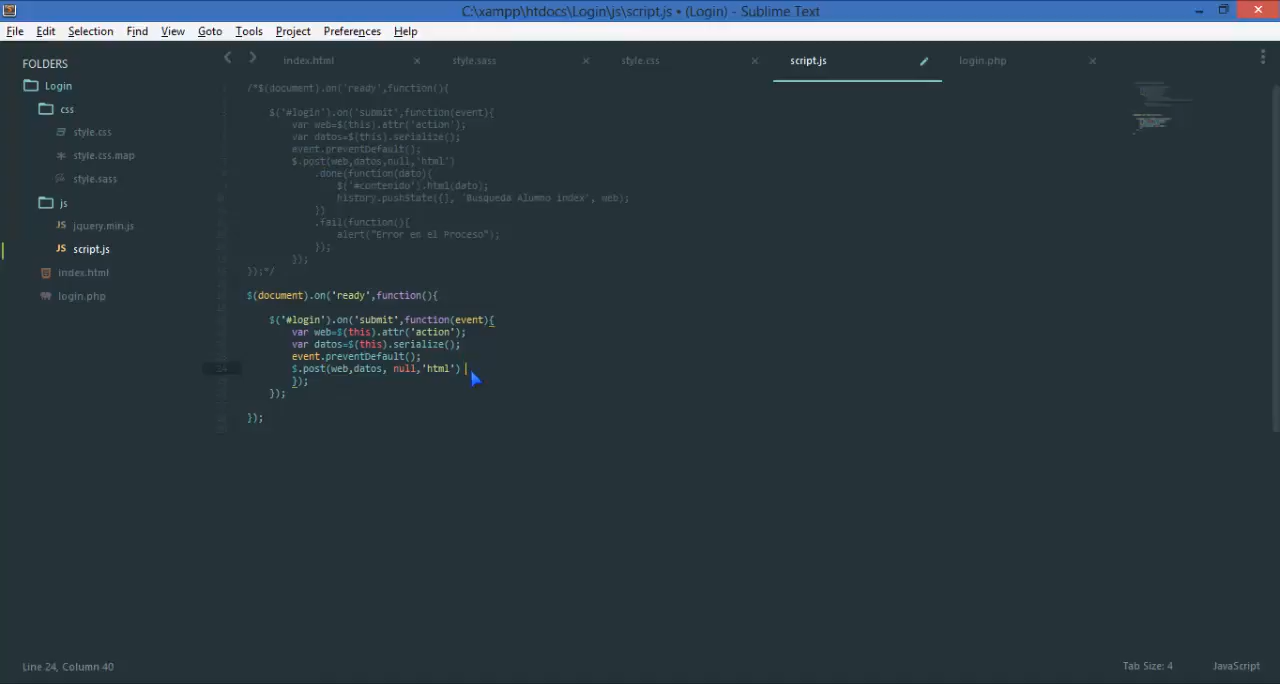 C:\xampp\htdocs\Login\js\script.js • (Login) - Sublime Text
File Edit Selection Find View Goto Tools Project Preferences Help
FOLDERS
Login
css
style.css
style.css.map
style.sass
js
JS jquery.min.js
JS script.js
index.html
login.php
index.html × style.sass × style.css × script.js login.php ×
/*$(document).on('ready',function(){
$('#login').on('submit',function(event){
var web=$(this).attr('action');
var datos=$(this).serialize();
event.preventDefault();
$.post(web,datos,null,'html')
.done(function(dato){
$('#contenido').html(dato);
history.pushState([], 'Busqueda Alumno index', web);
})
.fail(function(){
alert("Error en el Proceso");
});
});
});*/
$(document).on('ready',function(){
$('#login').on('submit',function(event){
var web=$(this).attr('action');
var datos=$(this).serialize();
event.preventDefault();
24 $.post(web,datos, null,'html')
});
});
});
Line 24, Column 40
Tab Size: 4 JavaScript